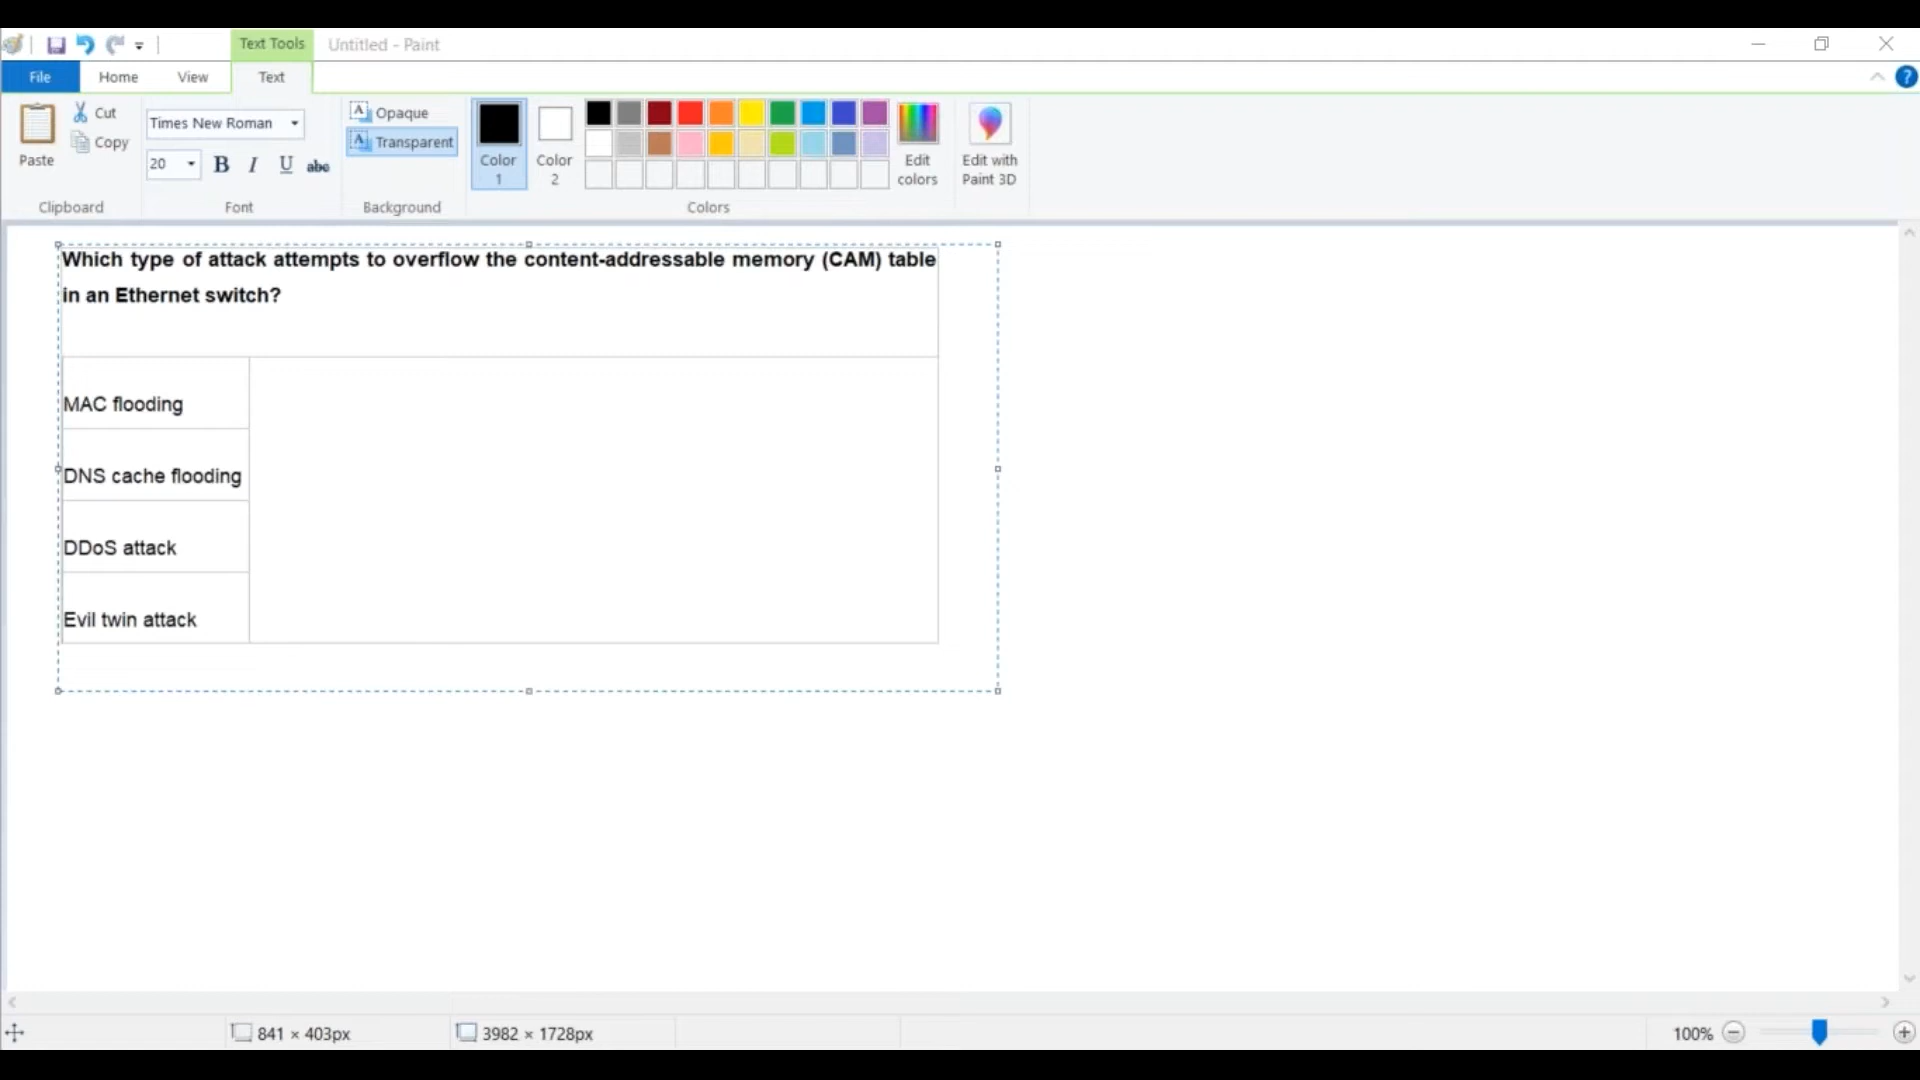 Text Tools
Untitled - Paint
File
Home
View
Text
Paste
Cut
Copy
Clipboard
Times New Roman
20
B
I
U
abc
Font
Opaque
Transparent
Background
Color
1
Color
2
Edit
colors
Colors
Edit with
Paint 3D
Which type of attack attempts to overflow the content-addressable memory (CAM) table
in an Ethernet switch?
MAC flooding
DNS cache flooding
DDoS attack
Evil twin attack
841 × 403px
3982 × 1728px
100%